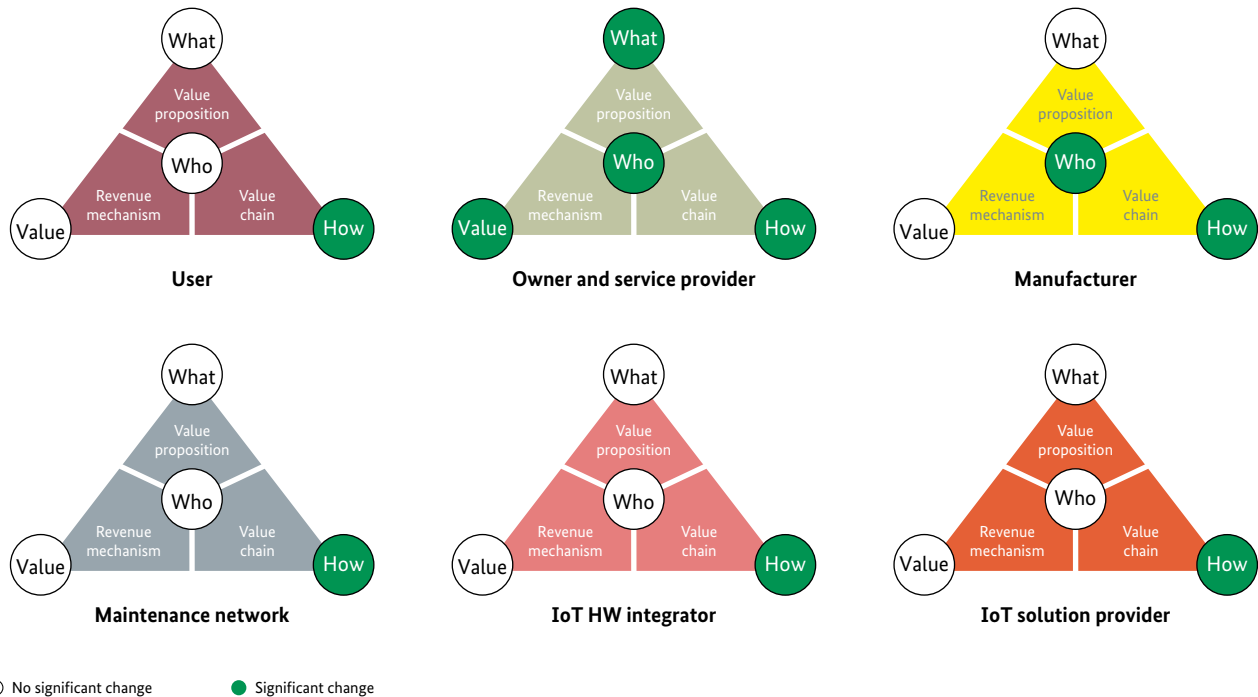 What
Value
proposition
Who
Revenue
mechanism
Value
chain
Value
How
User
What
Value
proposition
Who
Revenue
mechanism
Value
chain
Value
How
Owner and service provider
What
Value
proposition
Who
Revenue
mechanism
Value
chain
Value
How
Manufacturer
What
Value
proposition
Who
Revenue
mechanism
Value
chain
Value
How
Maintenance network
What
Value
proposition
Who
Revenue
mechanism
Value
chain
Value
How
IoT HW integrator
What
Value
proposition
Who
Revenue
mechanism
Value
chain
Value
How
IoT solution provider
No significant change
Significant change